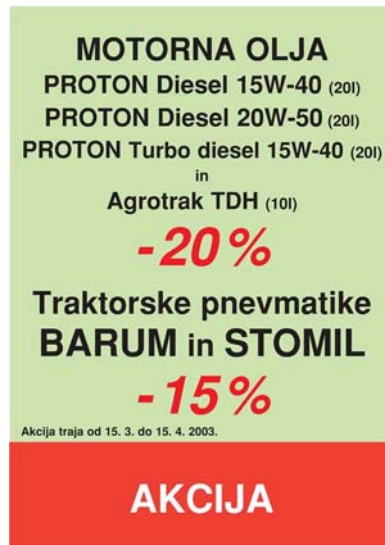 MOTORNA OLJA
PROTON Diesel 15W-40 (20l)
PROTON Diesel 20W-50 (20l)
PROTON Turbo diesel 15W-40 (20l)
in
Agrotrak TDH (10l)
-20%
Traktorske pnevmatike
BARUM in STOMIL
-15%
Akcija traja od 15. 3. do 15. 4. 2003.
AKCIJA